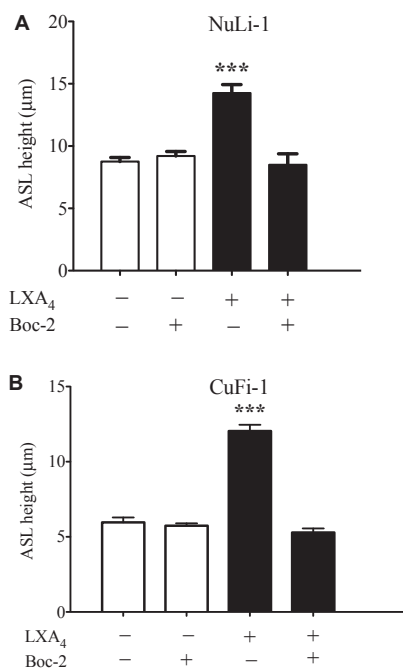 A
NuLi-1
20
15
10
5
0
ASL height (μm)
***
LXA₄ – – + +
Boc-2 – + – +
B
CuFi-1
15
10
5
0
ASL height (μm)
***
LXA₄ – – + +
Boc-2 – + – +